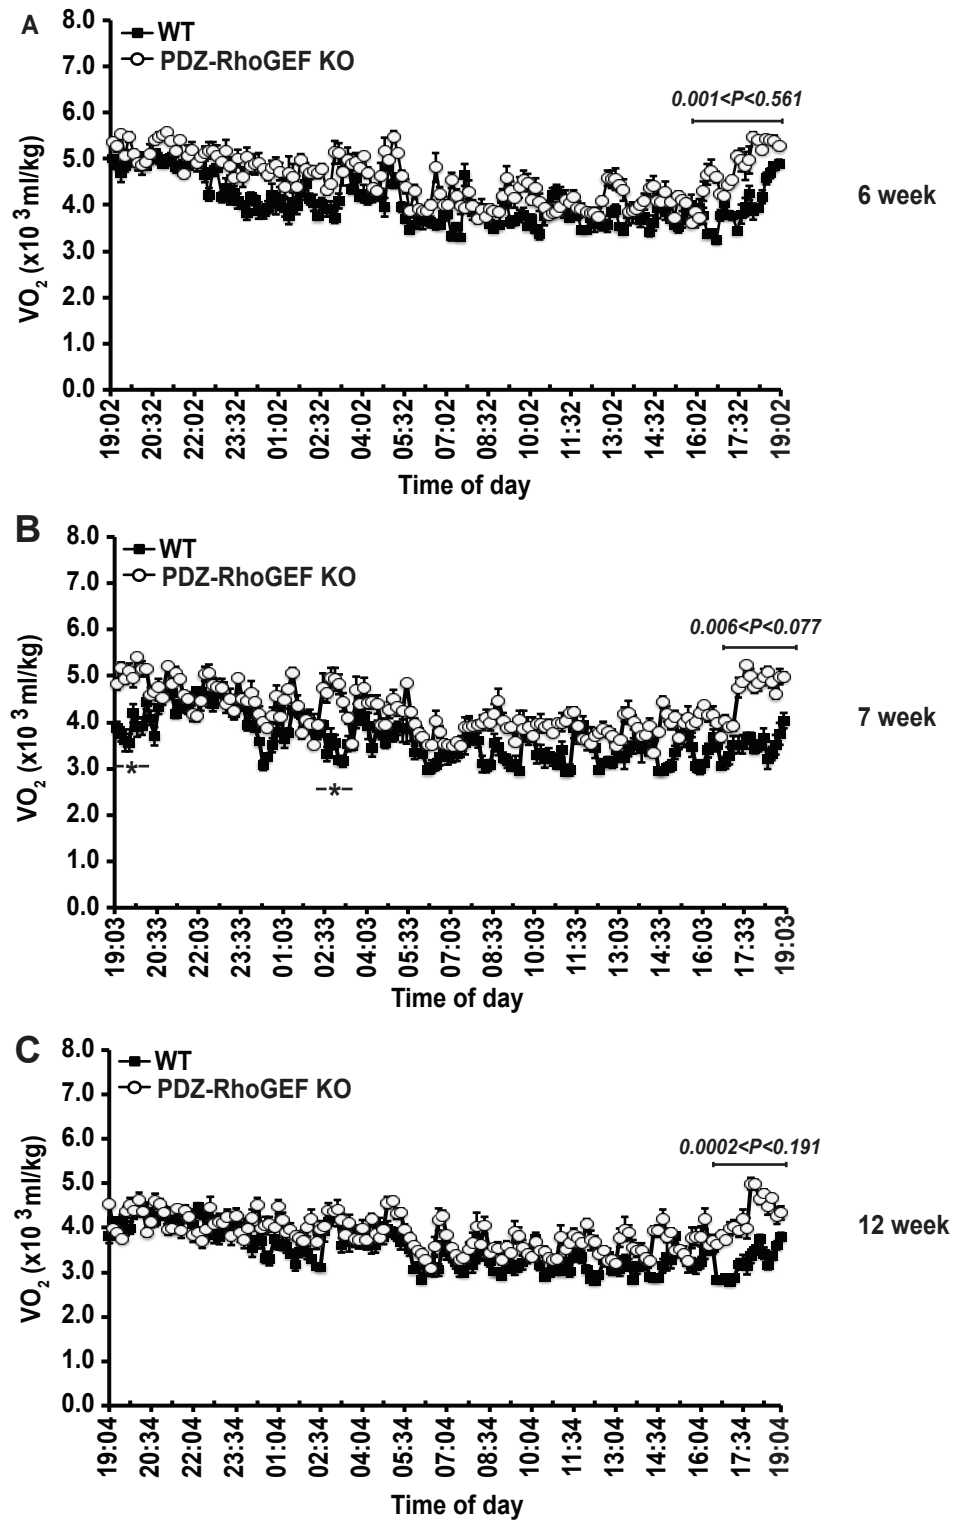 A
WT
PDZ-RhoGEF KO
0.001<P<0.561
8.0
7.0
6.0
5.0
4.0
3.0
2.0
1.0
0.0
VO2 (x10 3 ml/kg)
6 week
19:02 20:32 22:02 23:32 01:02 02:32 04:02 05:32 07:02 08:32 10:02 11:32 13:02 14:32 16:02 17:32 19:02
Time of day
B
WT
PDZ-RhoGEF KO
0.006<P<0.077
8.0
7.0
6.0
5.0
4.0
3.0
2.0
1.0
0.0
VO2 (x10 3 ml/kg)
7 week
-*-
-*-
19:03 20:33 22:03 23:33 01:03 02:33 04:03 05:33 07:03 08:33 10:03 11:33 13:03 14:33 16:03 17:33 19:03
Time of day
C
WT
PDZ-RhoGEF KO
0.0002<P<0.191
8.0
7.0
6.0
5.0
4.0
3.0
2.0
1.0
0.0
VO2 (x10 3 ml/kg)
12 week
19:04 20:34 22:04 23:34 01:04 02:34 04:04 05:34 07:04 08:34 10:04 11:34 13:04 14:34 16:04 17:34 19:04
Time of day